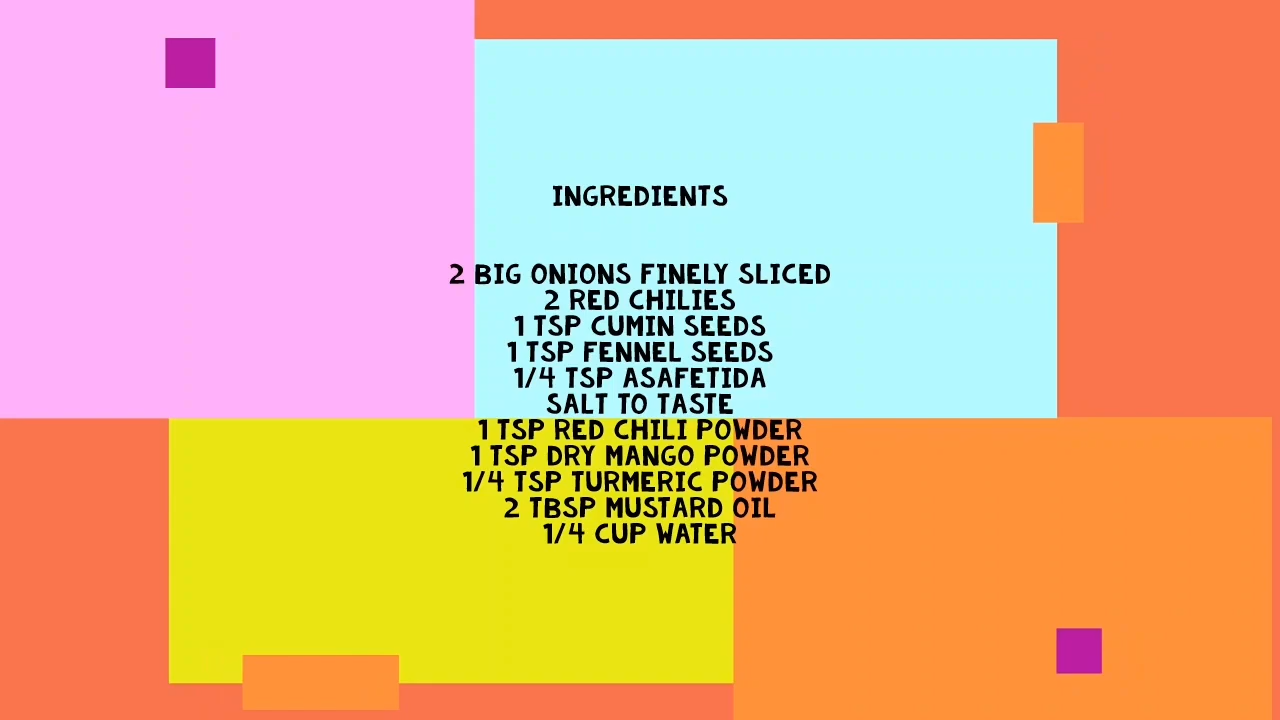 INGREDIENTS
2 BIG ONIONS FINELY SLICED
2 RED CHILIES
1 TSP CUMIN SEEDS
1 TSP FENNEL SEEDS
1/4 TSP ASAFETIDA
SALT TO TASTE
1 TSP RED CHILI POWDER
1 TSP DRY MANGO POWDER
1/4 TSP TURMERIC POWDER
2 TBSP MUSTARD OIL
1/4 CUP WATER